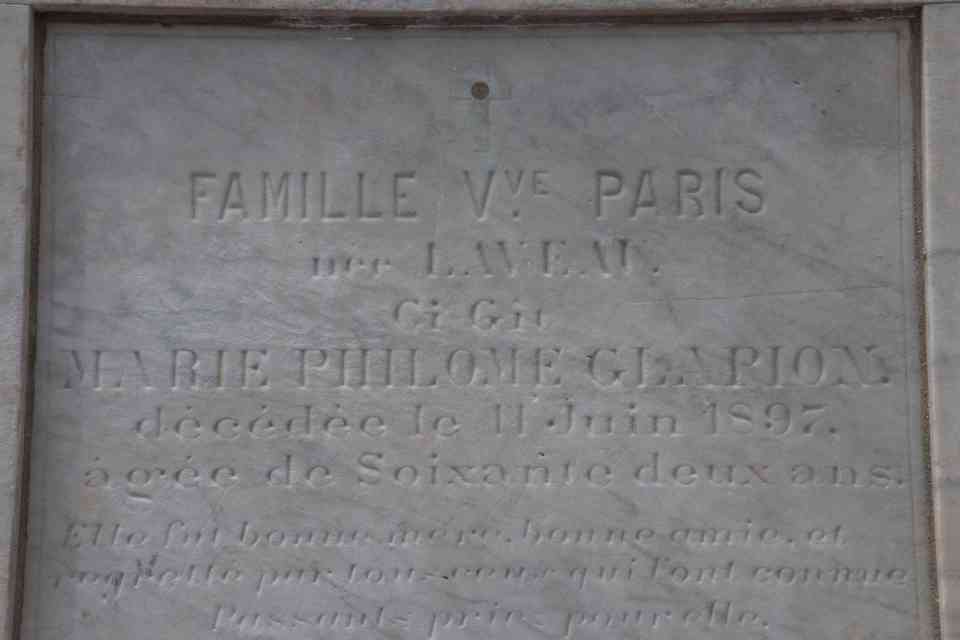 FAMILLE Vve PARIS
née LAVEAU.
Ci-Gît
MARIE PHILOME GLAPION.
décédée le 11 Juin 1897.
âgée de Soixante deux ans.
Elle fut bonne mère, bonne amie, et
regretté par tous ceux qui l'ont connue
Passants priez pour elle.